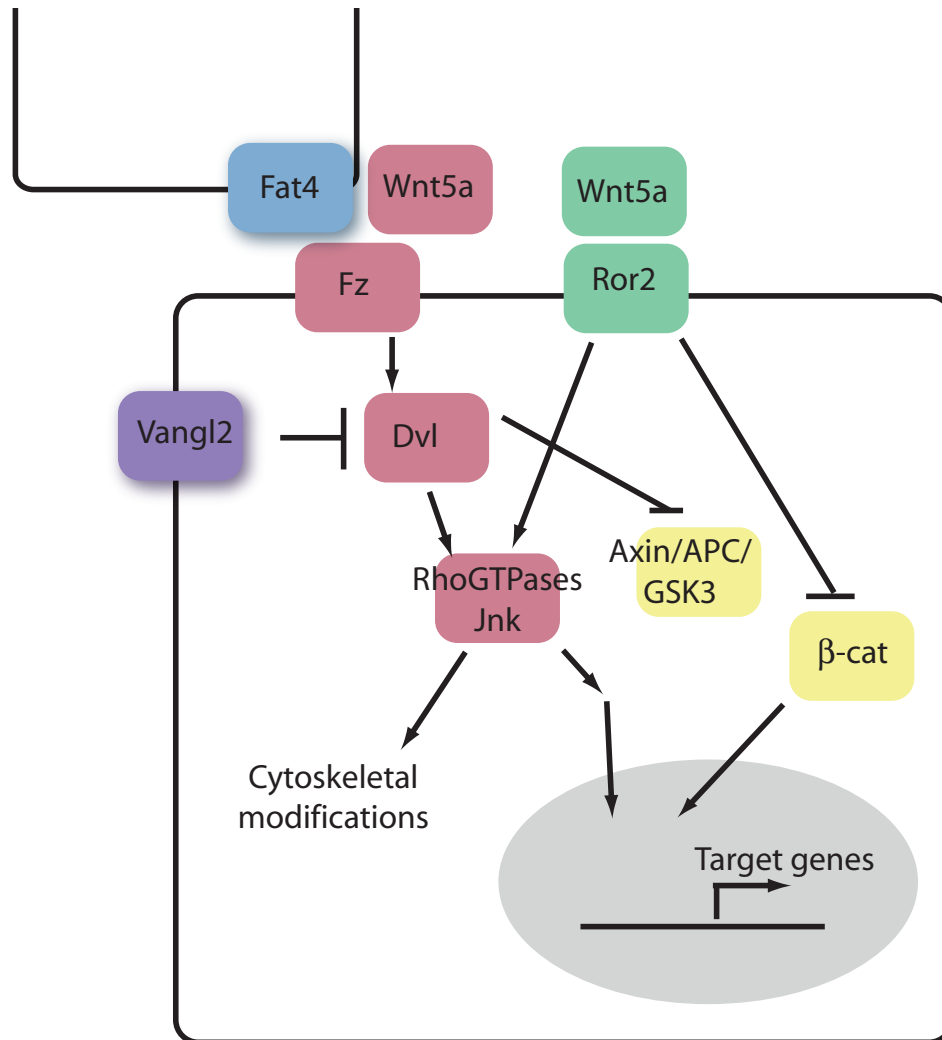 Fat4
Wnt5a
Wnt5a
Fz
Ror2
Vangl2
Dvl
RhoGTPases
Jnk
Axin/APC/
GSK3
β-cat
Cytoskeletal
modifications
Target genes